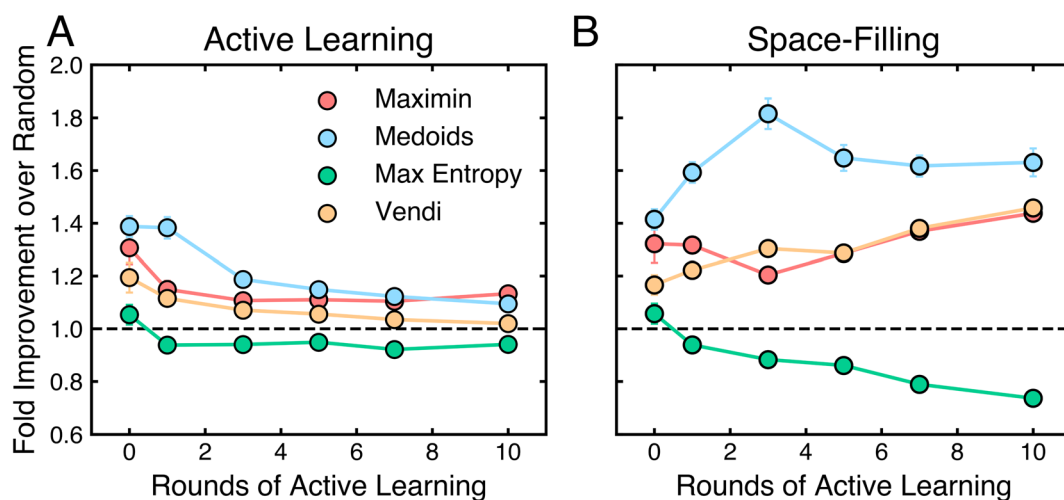 A Active Learning
B Space-Filling
Fold Improvement over Random
2.0
1.8
1.6
1.4
1.2
1.0
0.8
0.6
Maximin
Medoids
Max Entropy
Vendi
0 2 4 6 8 10
0 2 4 6 8 10
Rounds of Active Learning
Rounds of Active Learning